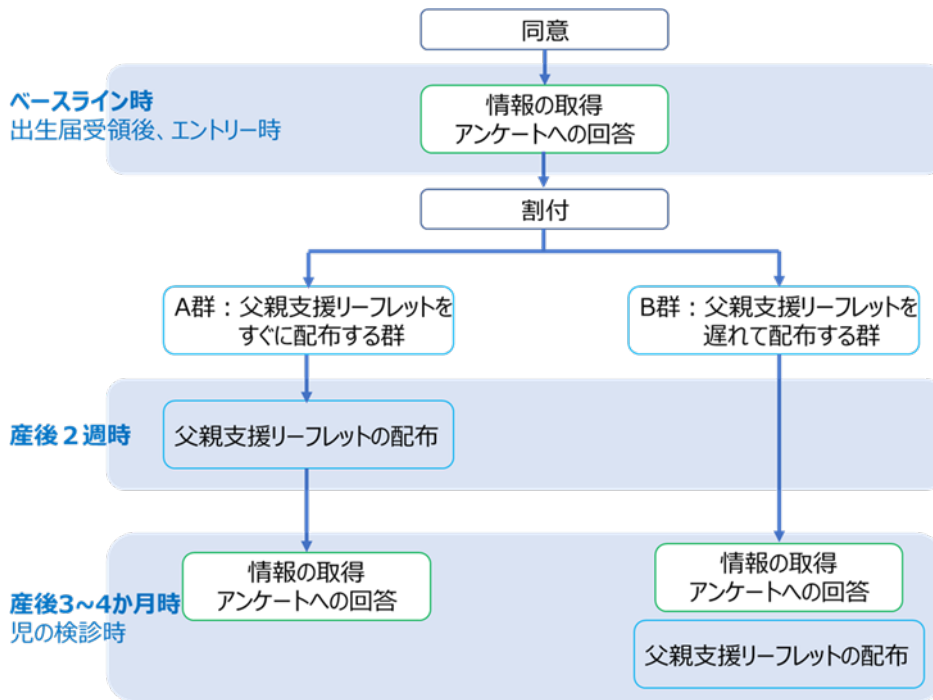 同意
ベースライン時
出生届受領後、エントリー時
情報の取得
アンケートへの回答
割付
A群：父親支援リーフレットを
すぐに配布する群
B群：父親支援リーフレットを
遅れて配布する群
産後２週時
父親支援リーフレットの配布
産後3~4か月時
児の検診時
情報の取得
アンケートへの回答
情報の取得
アンケートへの回答
父親支援リーフレットの配布